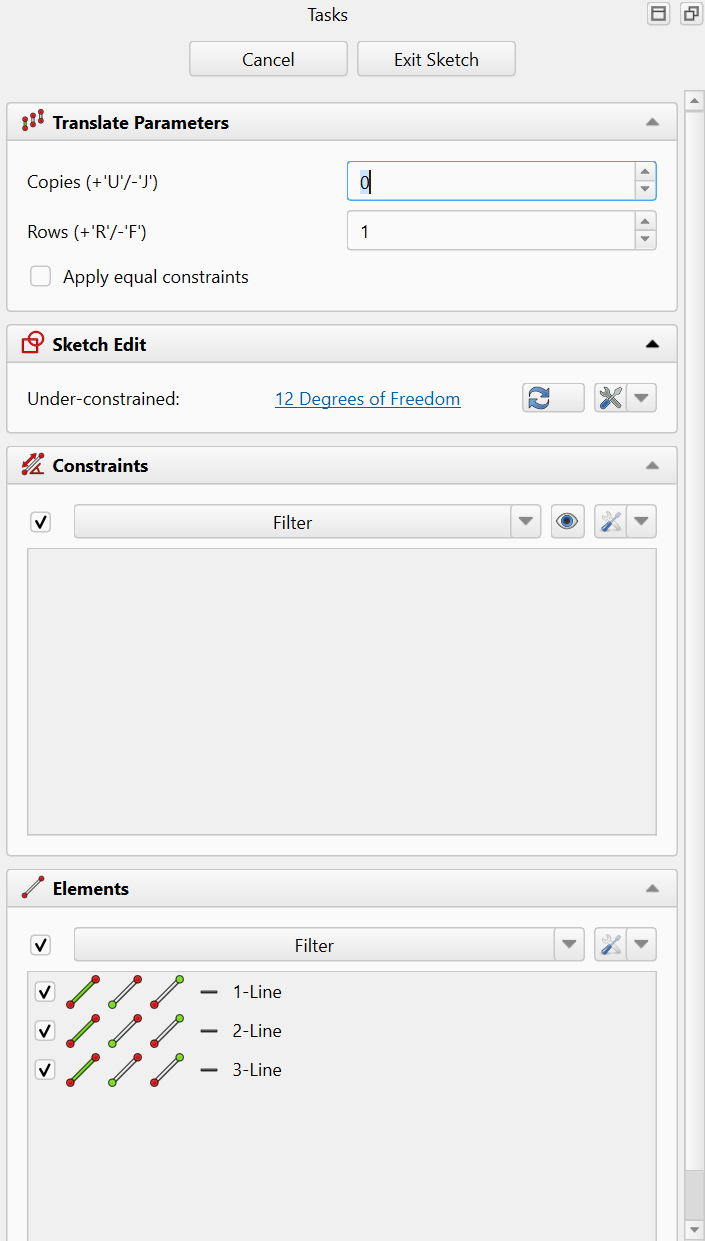 Tasks
Cancel
Exit Sketch
Translate Parameters
Copies (+'U'/-'J')
0
Rows (+'R'/-'F')
1
Apply equal constraints
Sketch Edit
Under-constrained:
12 Degrees of Freedom
Constraints
Filter
Elements
Filter
1-Line
2-Line
3-Line